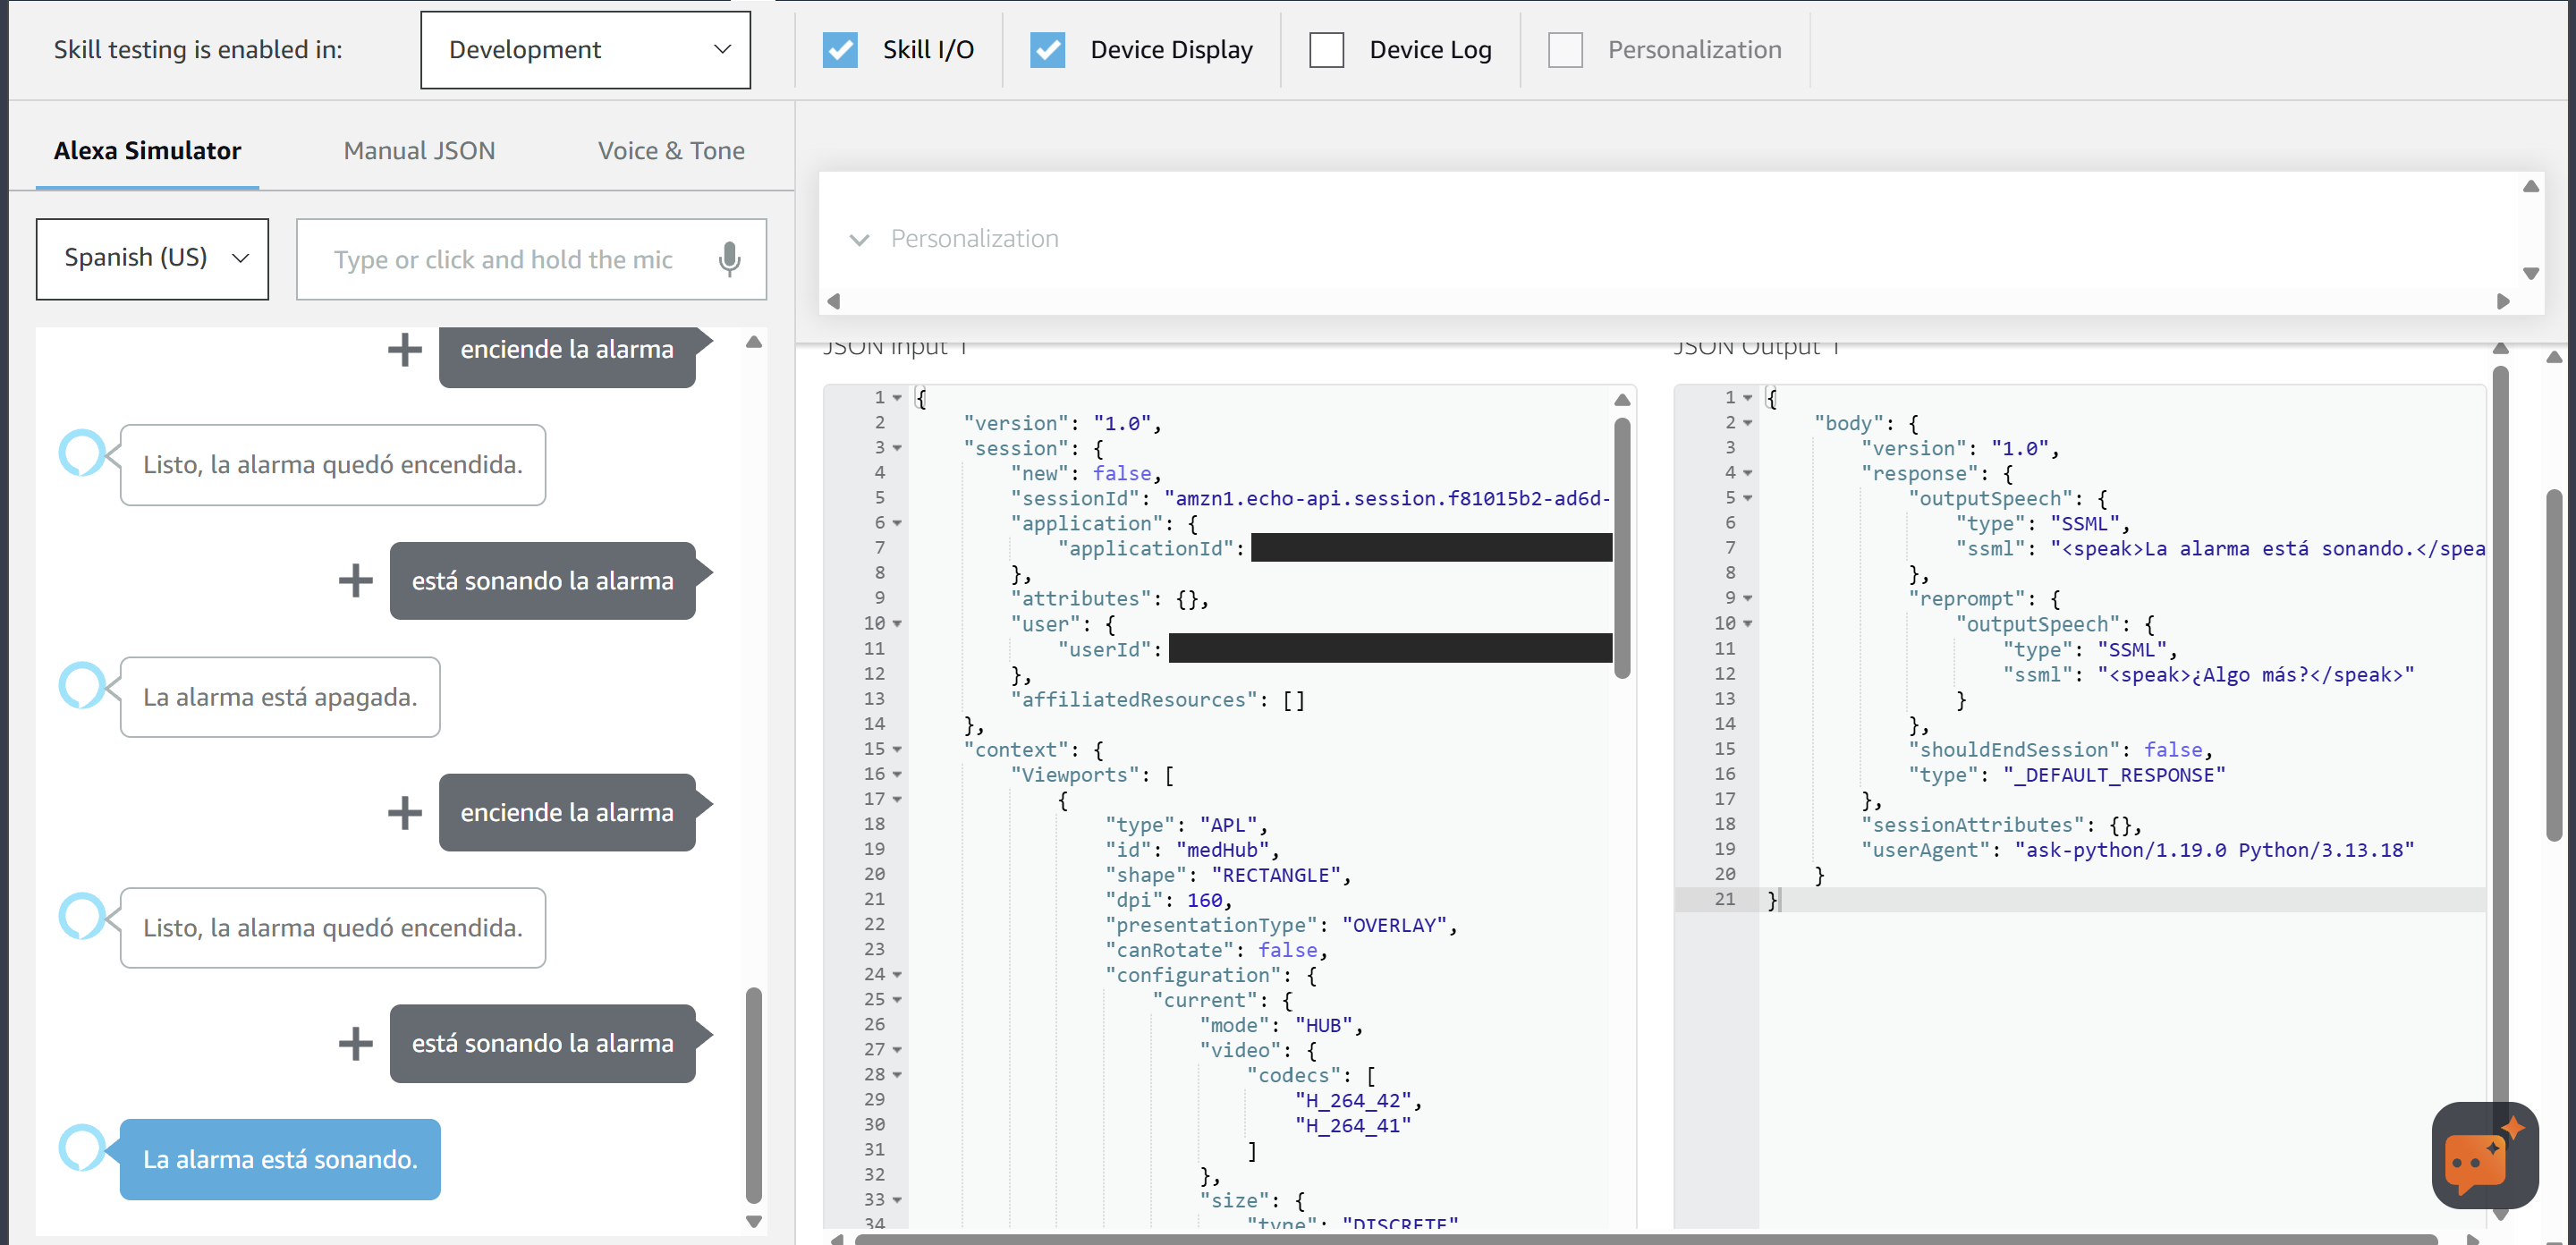 Skill testing is enabled in:
Development
Skill I/O
Device Display
Device Log
Personalization
Alexa Simulator
Manual JSON
Voice & Tone
Spanish (US)
Type or click and hold the mic
enciende la alarma
Listo, la alarma quedó encendida.
está sonando la alarma
La alarma está apagada.
enciende la alarma
Listo, la alarma quedó encendida.
está sonando la alarma
La alarma está sonando.
Personalization
JSON Input 1
1 {
2 "version": "1.0",
3 "session": {
4 "new": false,
5 "sessionId": "amzn1.echo-api.session.f81015b2-ad6d-
6 "application": {
7 "applicationId":
8 },
9 "attributes": {},
10 "user": {
11 "userId":
12 },
13 "affiliatedResources": []
14 },
15 "context": {
16 "Viewports": [
17 {
18 "type": "APL",
19 "id": "medHub",
20 "shape": "RECTANGLE",
21 "dpi": 160,
22 "presentationType": "OVERLAY",
23 "canRotate": false,
24 "configuration": {
25 "current": {
26 "mode": "HUB",
27 "video": {
28 "codecs": [
29 "H_264_42",
30 "H_264_41"
31 ]
32 },
33 "size": {
34 "type": "DISCRETE"
JSON Output 1
1 {
2 "body": {
3 "version": "1.0",
4 "response": {
5 "outputSpeech": {
6 "type": "SSML",
7 "ssml": "<speak>La alarma está sonando.</spea
8 },
9 "reprompt": {
10 "outputSpeech": {
11 "type": "SSML",
12 "ssml": "<speak>¿Algo más?</speak>"
13 }
14 },
15 "shouldEndSession": false,
16 "type": "_DEFAULT_RESPONSE"
17 },
18 "sessionAttributes": {},
19 "userAgent": "ask-python/1.19.0 Python/3.13.18"
20 }
21 }